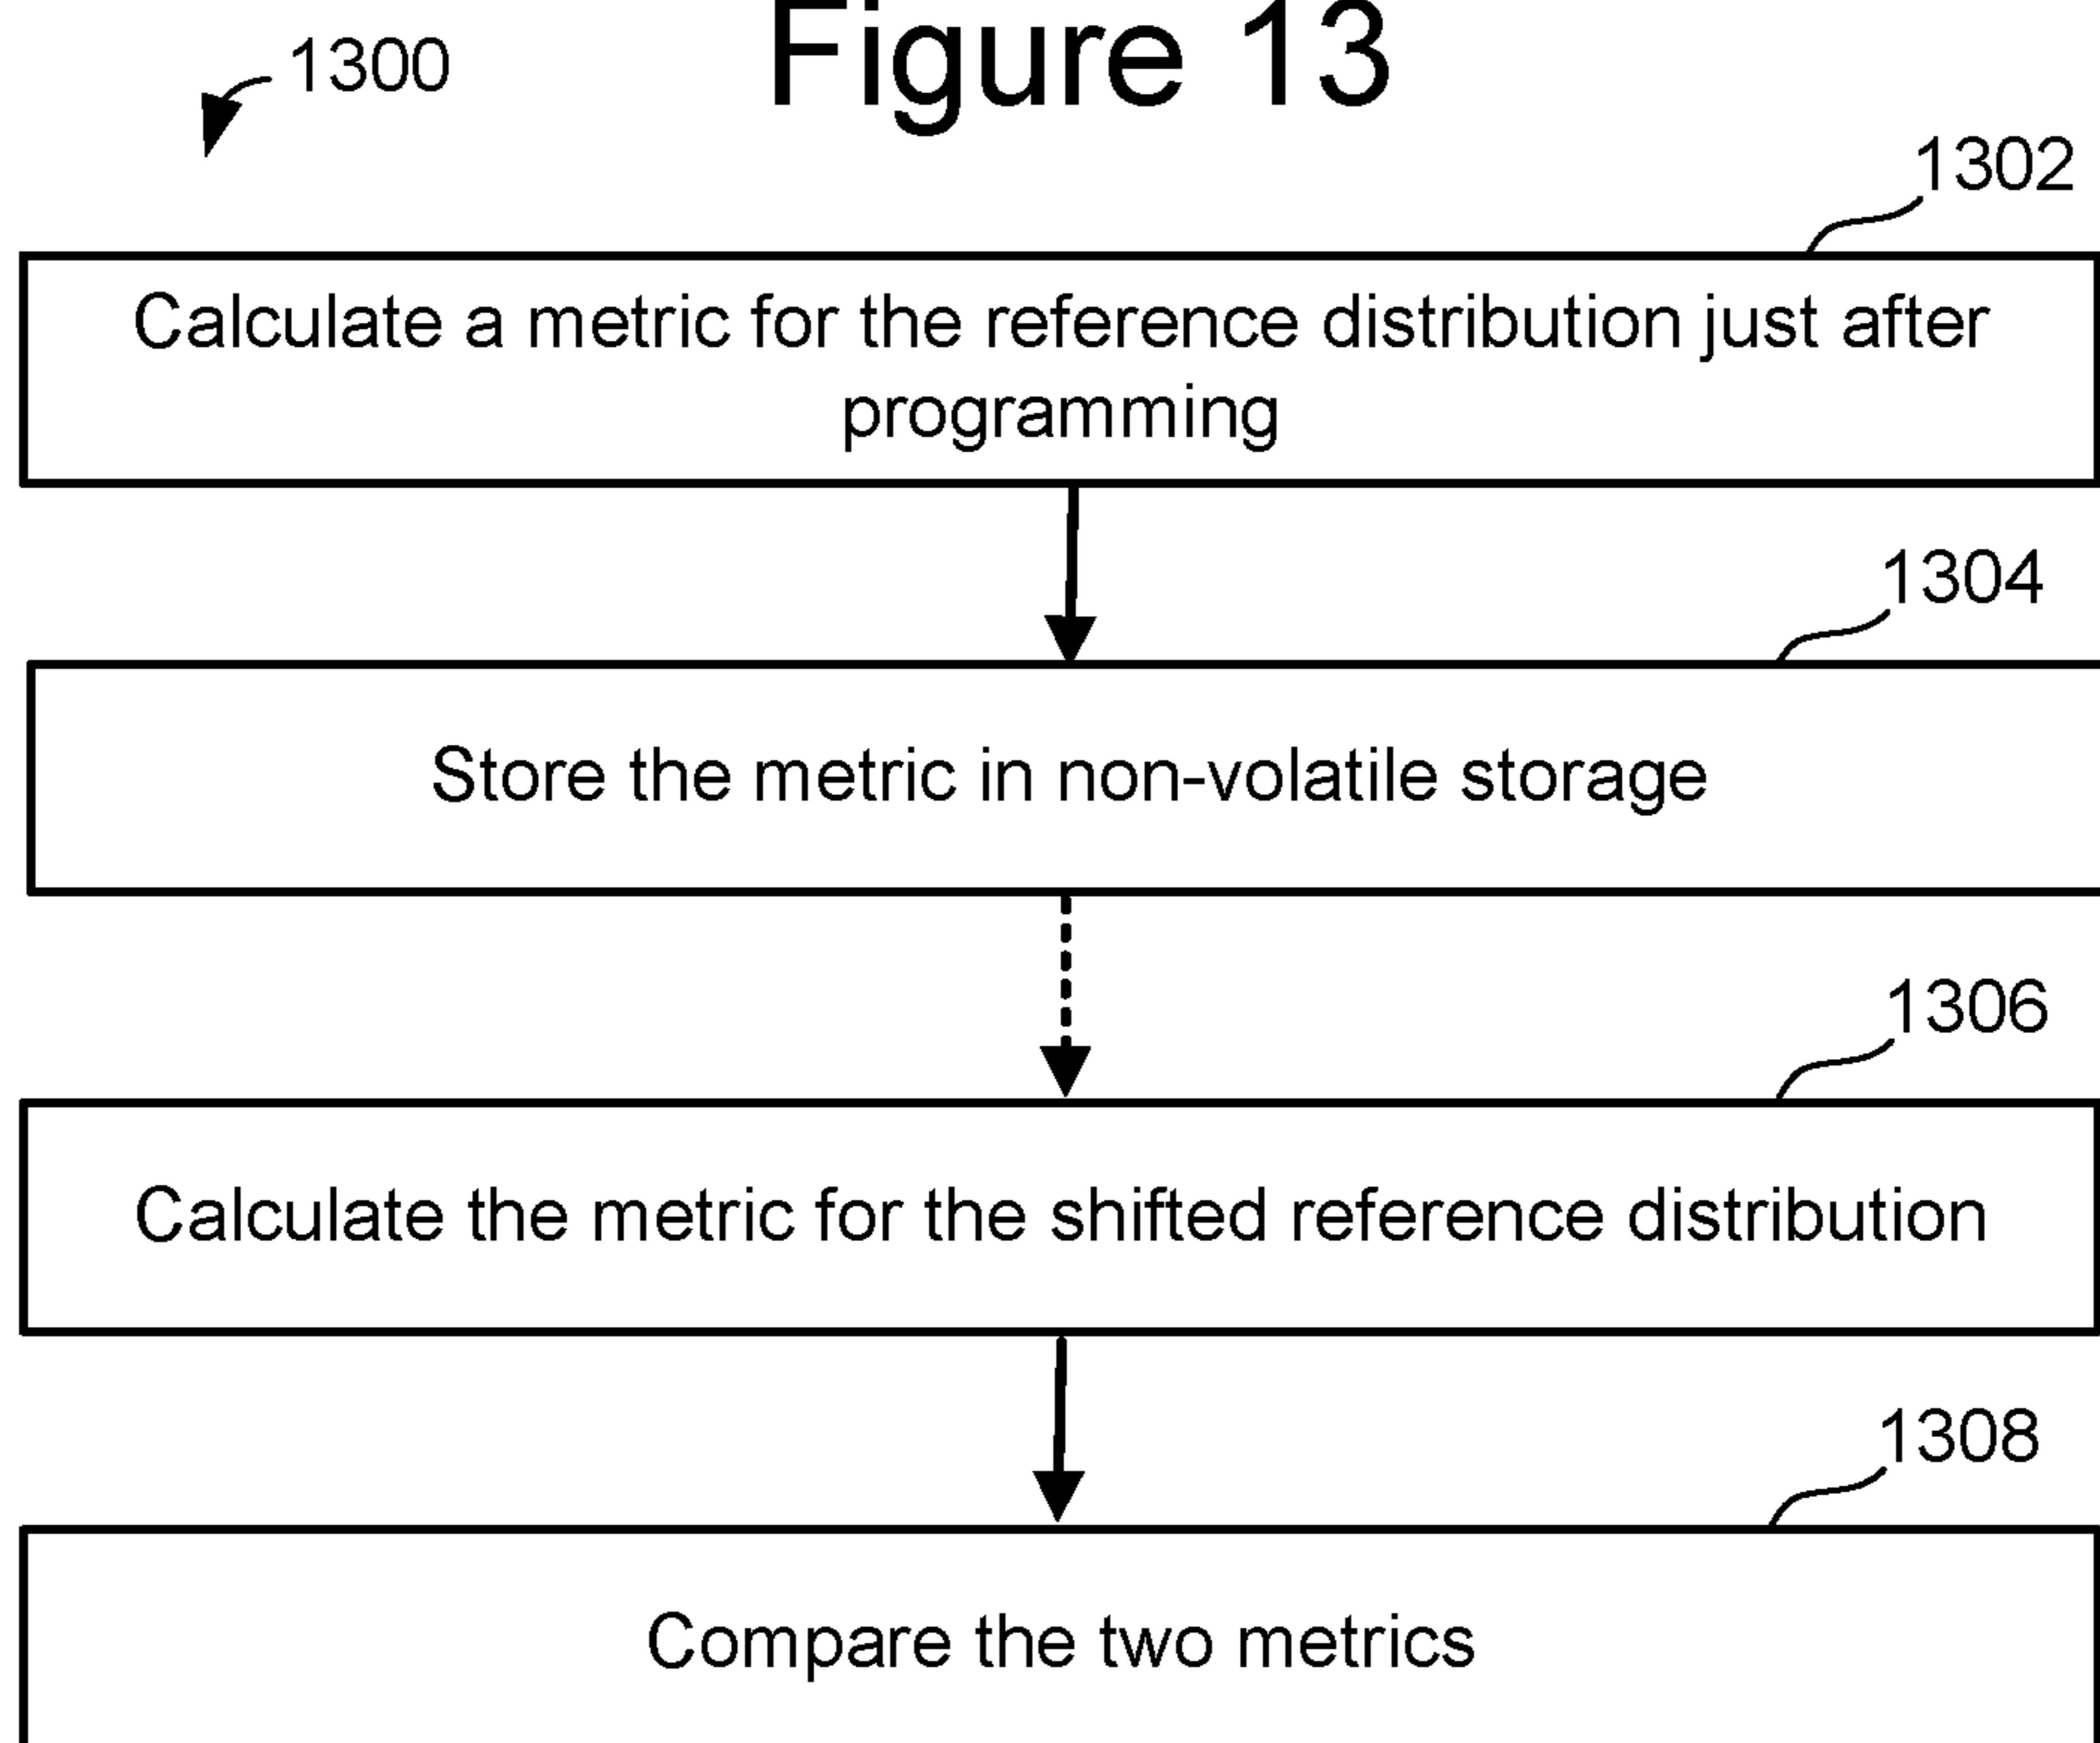 Figure 13
1300
1302
Calculate a metric for the reference distribution just after
programming
1304
Store the metric in non-volatile storage
1306
Calculate the metric for the shifted reference distribution
1308
Compare the two metrics